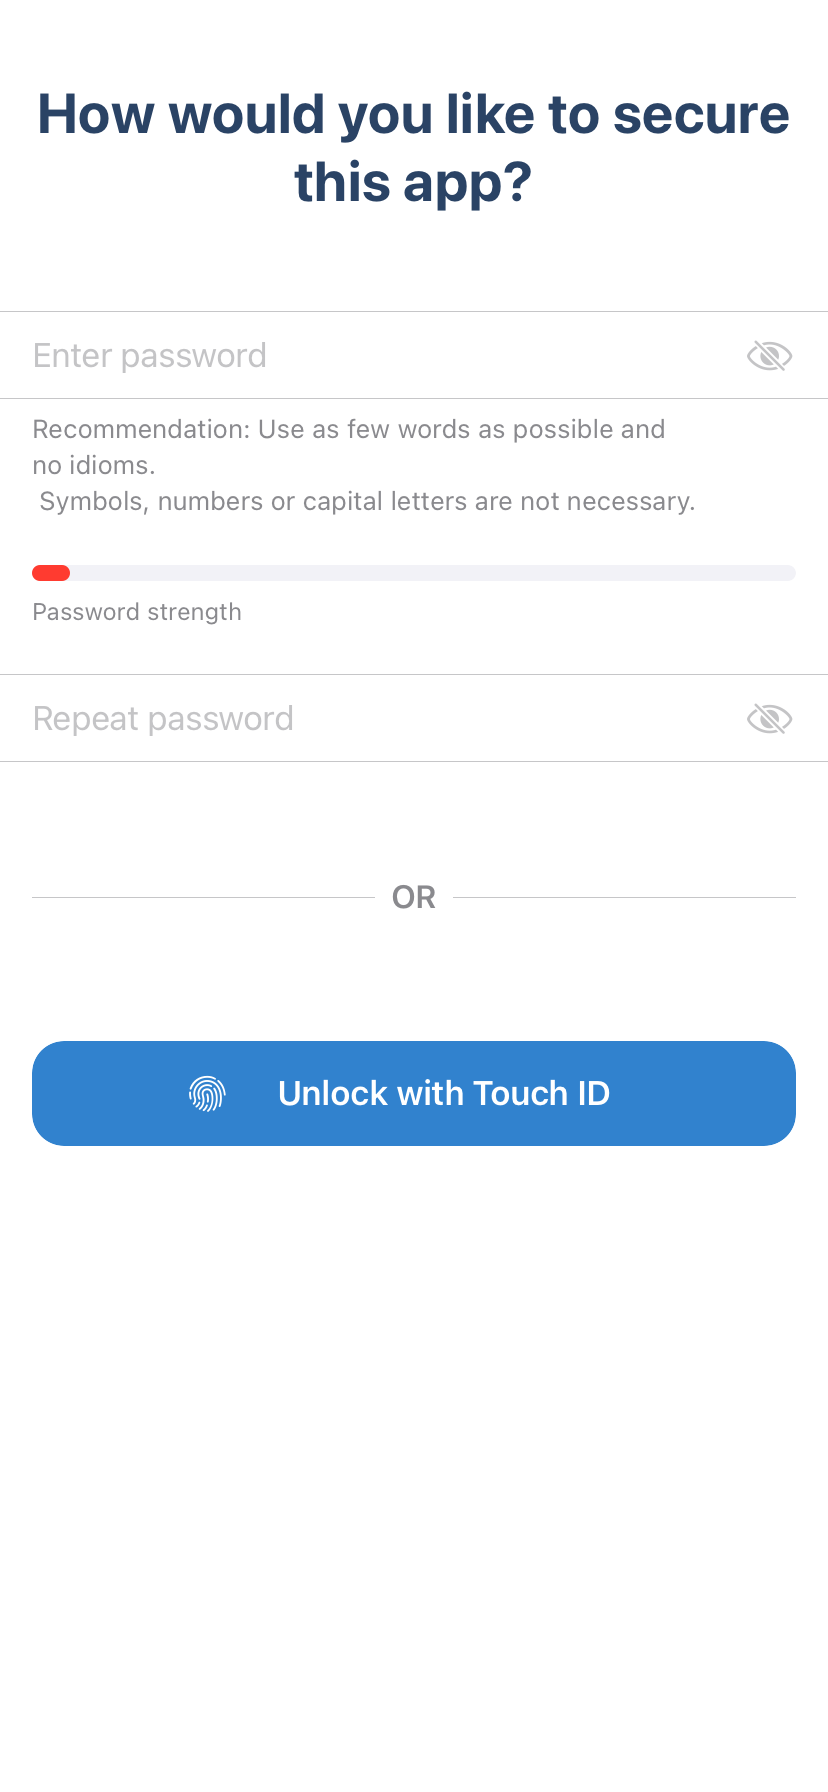 How would you like to secure
this app?
Enter password
Recommendation: Use as few words as possible and
no idioms.
Symbols, numbers or capital letters are not necessary.
Password strength
Repeat password
OR
Unlock with Touch ID